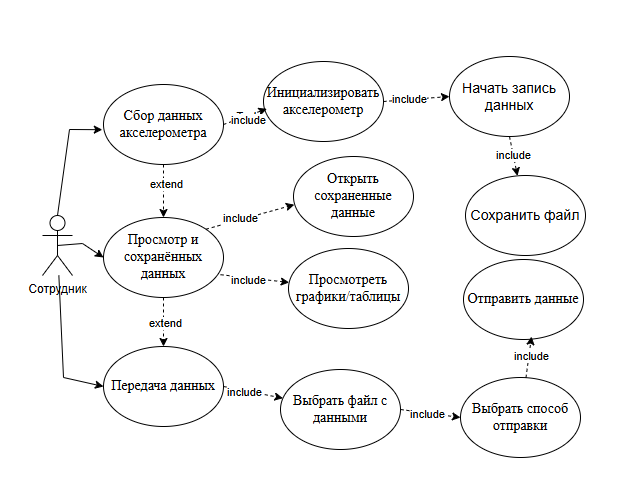 Сбор данных
акселерометра
include
Инициализировать
акселерометр
include
Начать запись
данных
include
Сохранить файл
extend
Сотрудник
Просмотр и
сохранённых
данных
include
Открыть
сохраненные
данные
include
Просмотреть
графики/таблицы
extend
Передача данных
include
Выбрать файл с
данными
include
Выбрать способ
отправки
include
Отправить данные